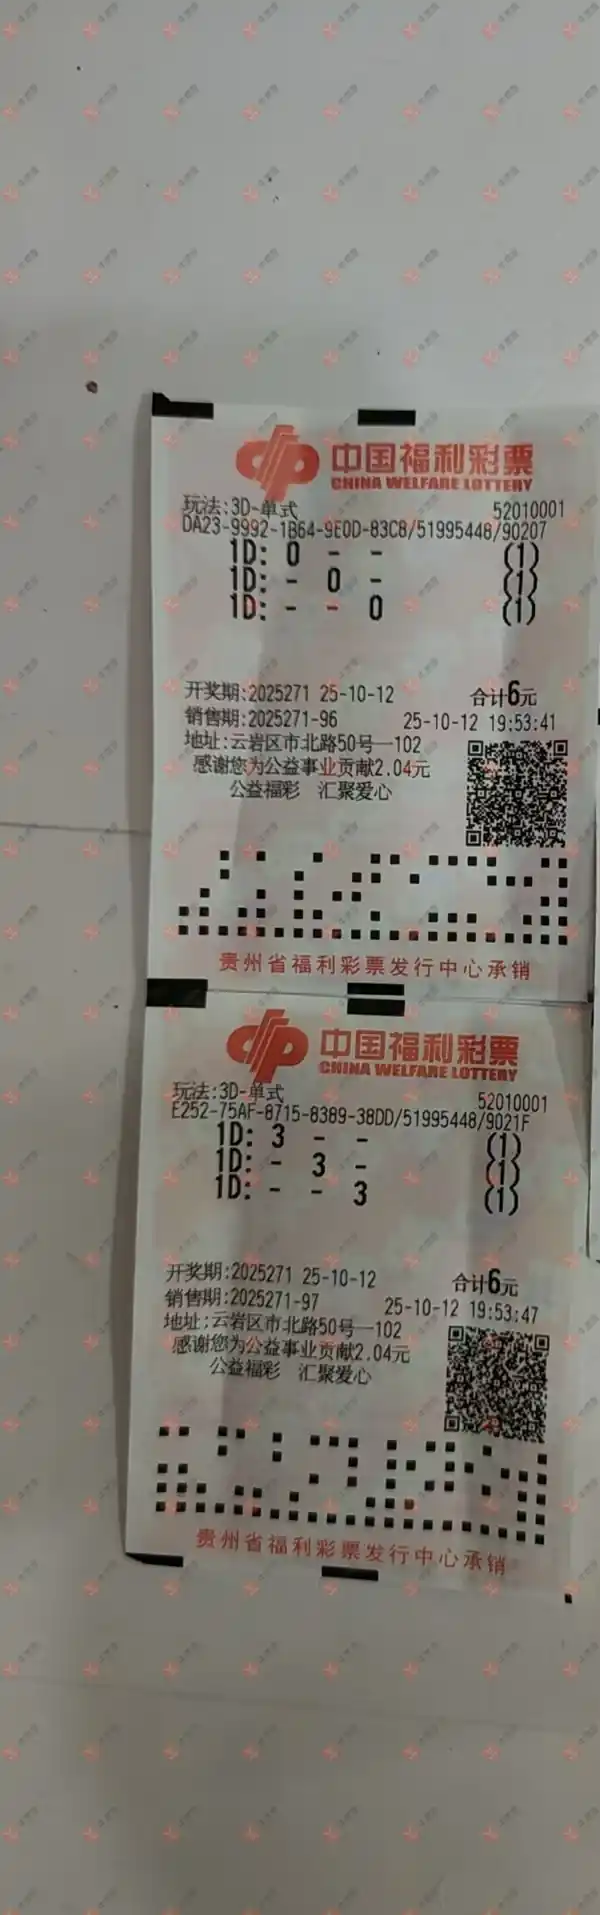 中国福利彩票
CHINA WELFARE LOTTERY
玩法:3D-单式 52010001
DA23-9992-1B64-9E0D-83C8/51995448/90207
1D: 0 - - (1)
1D: - 0 - (1)
1D: - - 0 (1)
开奖期:2025271 25-10-12 合计6元
销售期:2025271-96 25-10-12 19:53:41
地址:云岩区市北路50号一102
感谢您为公益事业贡献2.04元
公益福彩 汇聚爱心
贵州省福利彩票发行中心承销
中国福利彩票
CHINA WELFARE LOTTERY
玩法:3D-单式 52010001
E252-75AF-8715-8389-38DD/51995448/9021F
1D: 3 - - (1)
1D: - 3 - (1)
1D: - - 3 (1)
开奖期:2025271 25-10-12 合计6元
销售期:2025271-97 25-10-12 19:53:47
地址:云岩区市北路50号一102
感谢您为公益事业贡献2.04元
公益福彩 汇聚爱心
贵州省福利彩票发行中心承销